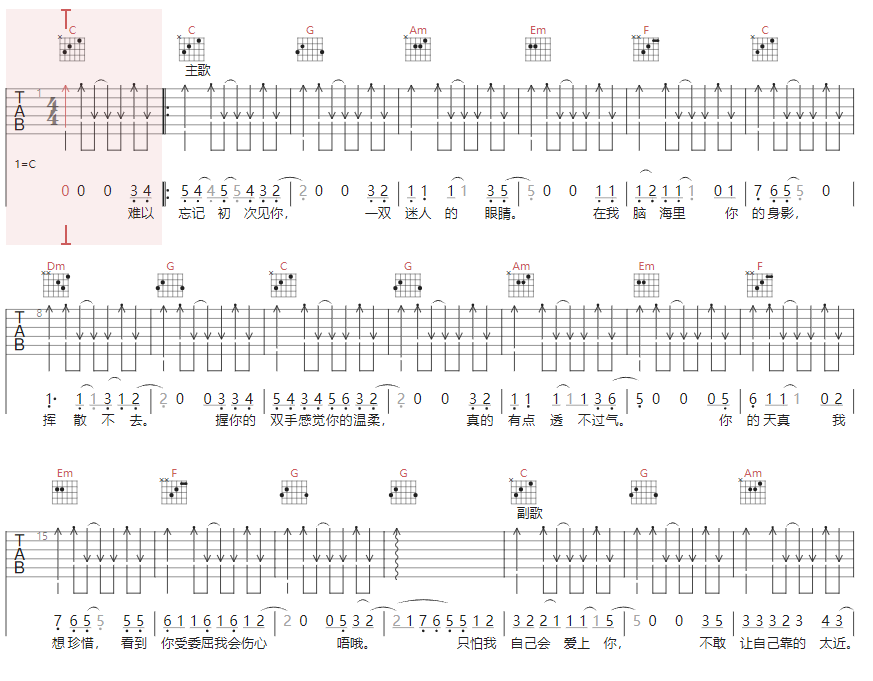 C C G Am Em F C
主歌
T A B 1 4 4
1=C
0 0 0 3 4 5 4 4 5 5 4 3 2 2 0 0 3 2 1 1 1 1 3 5 5 0 0 1 1 1 2 1 1 1 0 1 7 6 5 5 0
难以 忘记 初 次见你, 一双 迷人 的 眼睛。 在我 脑 海里 你 的身影,
Dm G C G Am Em F
T A B 8
1· 1 1 3 1 2 2 0 0 3 3 4 5 4 3 4 5 6 3 2 2 0 0 3 2 1 1 1 1 1 3 6 5 0 0 0 5 6 1 1 1 0 2
挥 散 不 去。 握你的 双手感觉你的温柔, 真的 有点 透 不过气。 你 的天真 我
Em F G G C G Am
副歌
T A B 15
7 6 5 5 5 5 6 1 1 6 1 6 1 2 2 0 0 5 3 2 2 1 7 6 5 5 1 2 3 2 2 1 1 1 1 5 5 0 0 3 5 3 3 3 2 3 4 3
想珍惜, 看到 你受委屈我会伤心 唔哦。 只怕我 自己会 爱上 你, 不敢 让自己靠的 太近。